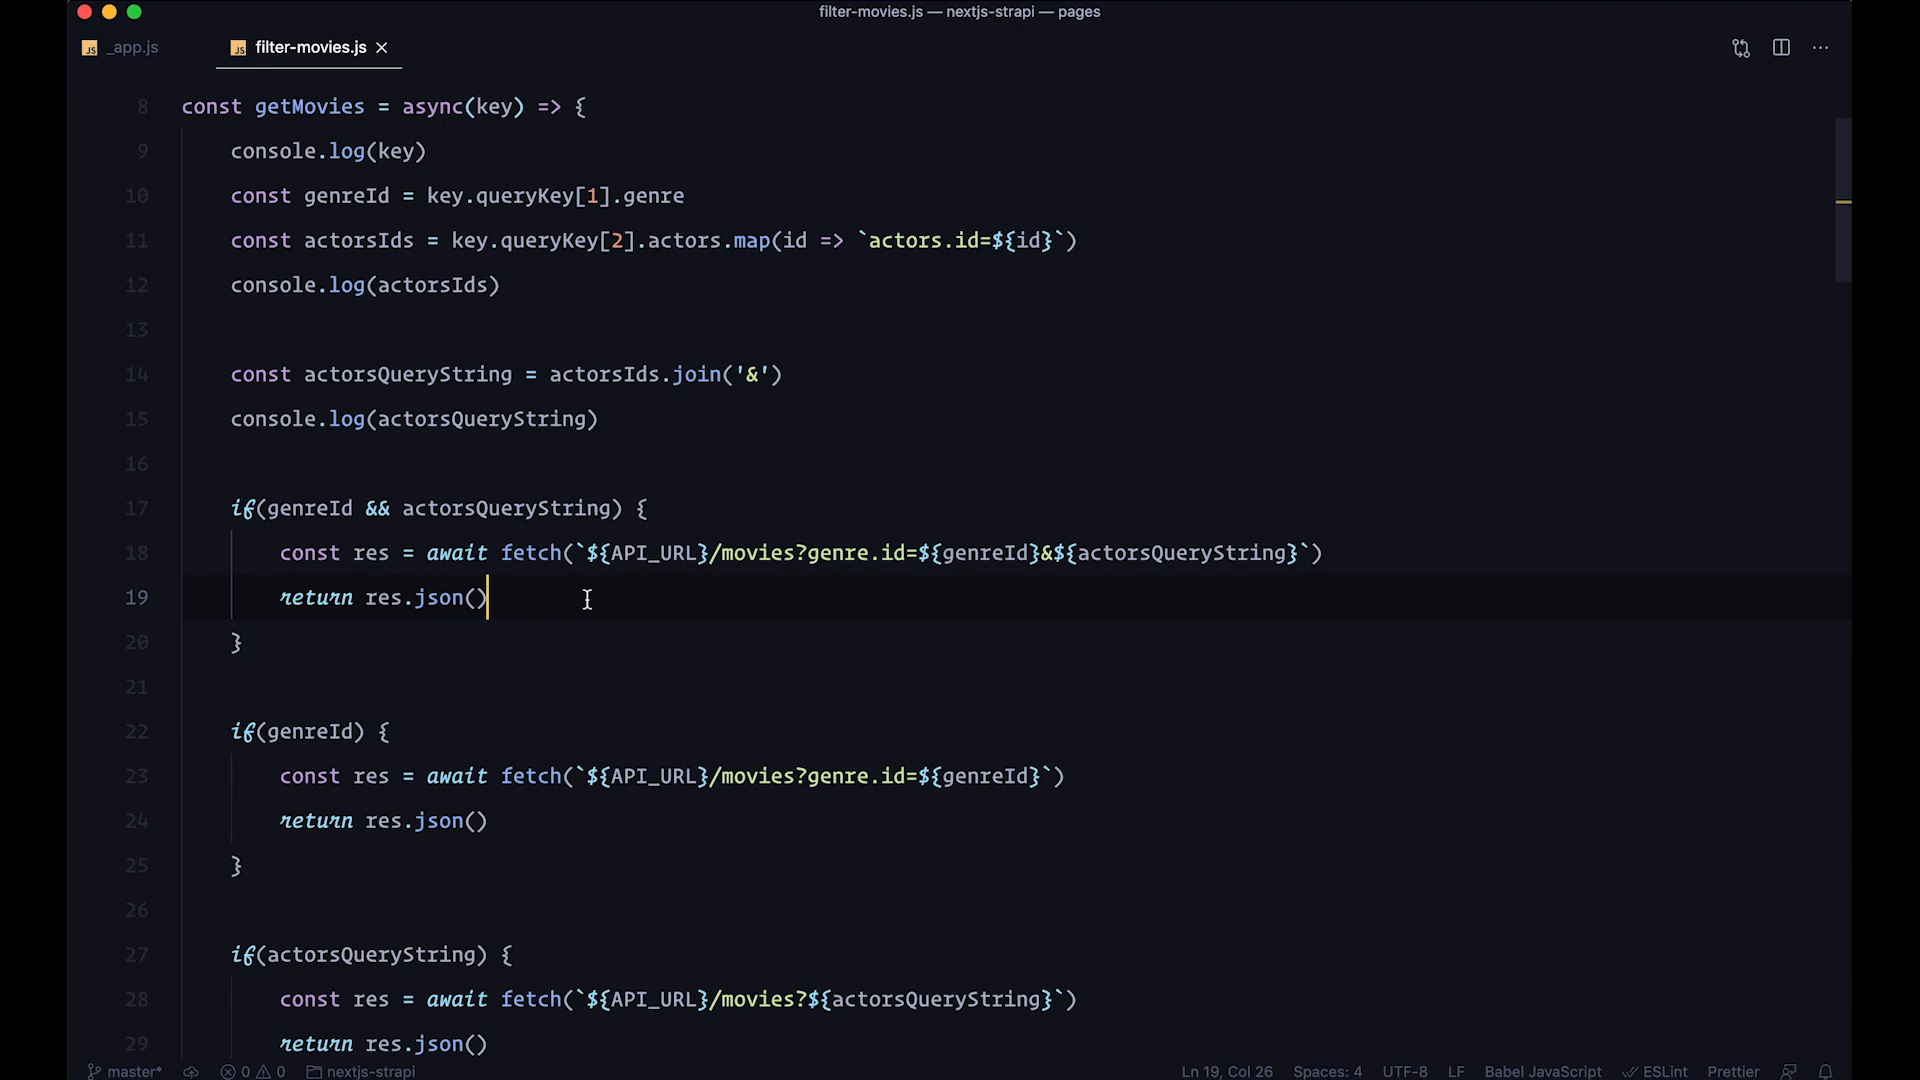 filter-movies.js — nextjs-strapi — pages
JS _app.js
JS filter-movies.js
8 const getMovies = async(key) => {
9 console.log(key)
10 const genreId = key.queryKey[1].genre
11 const actorsIds = key.queryKey[2].actors.map(id => `actors.id=${id}`)
12 console.log(actorsIds)
13
14 const actorsQueryString = actorsIds.join('&')
15 console.log(actorsQueryString)
16
17 if(genreId && actorsQueryString) {
18 const res = await fetch(`${API_URL}/movies?genre.id=${genreId}&${actorsQueryString}`)
19 return res.json()
20 }
21
22 if(genreId) {
23 const res = await fetch(`${API_URL}/movies?genre.id=${genreId}`)
24 return res.json()
25 }
26
27 if(actorsQueryString) {
28 const res = await fetch(`${API_URL}/movies?${actorsQueryString}`)
29 return res.json()
master* 0 0 nextjs-strapi Ln 19, Col 26 Spaces: 4 UTF-8 LF Babel JavaScript ESLint Prettier